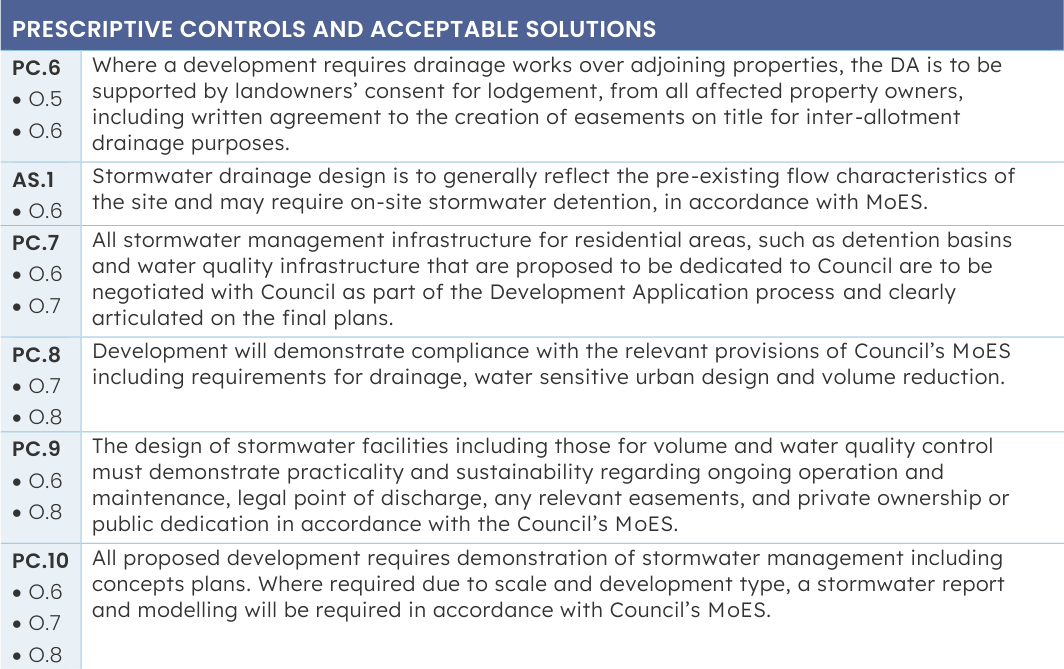 PRESCRIPTIVE CONTROLS AND ACCEPTABLE SOLUTIONS
PC.6
• O.5
• O.6
Where a development requires drainage works over adjoining properties, the DA is to be
supported by landowners’ consent for lodgement, from all affected property owners,
including written agreement to the creation of easements on title for inter-allotment
drainage purposes.
AS.1
• O.6
Stormwater drainage design is to generally reflect the pre-existing flow characteristics of
the site and may require on-site stormwater detention, in accordance with MoES.
PC.7
• O.6
• O.7
All stormwater management infrastructure for residential areas, such as detention basins
and water quality infrastructure that are proposed to be dedicated to Council are to be
negotiated with Council as part of the Development Application process and clearly
articulated on the final plans.
PC.8
• O.7
• O.8
Development will demonstrate compliance with the relevant provisions of Council’s MoES
including requirements for drainage, water sensitive urban design and volume reduction.
PC.9
• O.6
• O.8
The design of stormwater facilities including those for volume and water quality control
must demonstrate practicality and sustainability regarding ongoing operation and
maintenance, legal point of discharge, any relevant easements, and private ownership or
public dedication in accordance with the Council’s MoES.
PC.10
• O.6
• O.7
• O.8
All proposed development requires demonstration of stormwater management including
concepts plans. Where required due to scale and development type, a stormwater report
and modelling will be required in accordance with Council’s MoES.